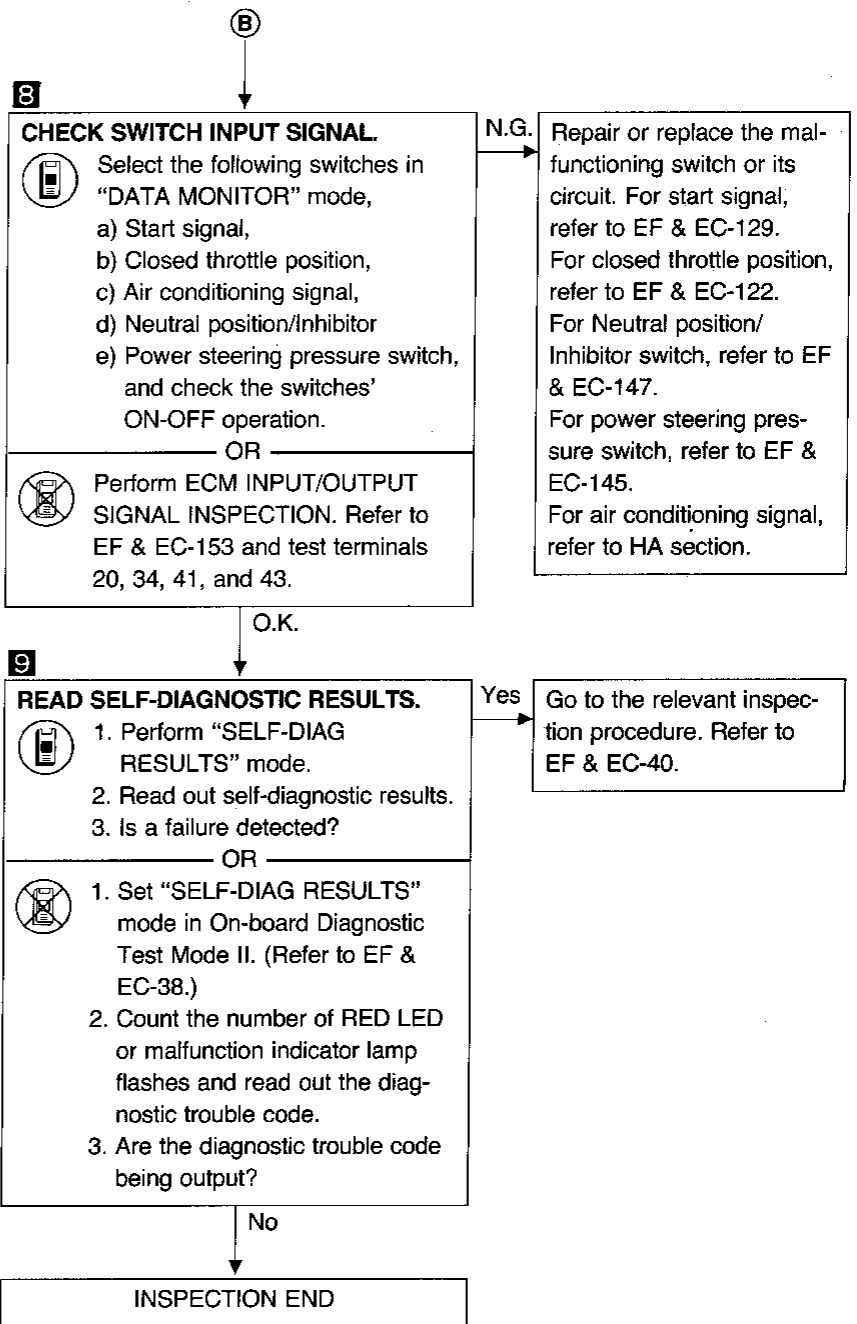 B
8
CHECK SWITCH INPUT SIGNAL.
Select the following switches in
"DATA MONITOR" mode,
a) Start signal,
b) Closed throttle position,
c) Air conditioning signal,
d) Neutral position/Inhibitor
e) Power steering pressure switch,
and check the switches'
ON-OFF operation.
OR
Perform ECM INPUT/OUTPUT
SIGNAL INSPECTION. Refer to
EF & EC-153 and test terminals
20, 34, 41, and 43.
N.G.
Repair or replace the mal-
functioning switch or its
circuit. For start signal,
refer to EF & EC-129.
For closed throttle position,
refer to EF & EC-122.
For Neutral position/
Inhibitor switch, refer to EF
& EC-147.
For power steering pres-
sure switch, refer to EF &
EC-145.
For air conditioning signal,
refer to HA section.
O.K.
9
READ SELF-DIAGNOSTIC RESULTS.
1. Perform "SELF-DIAG
RESULTS" mode.
2. Read out self-diagnostic results.
3. Is a failure detected?
OR
1. Set "SELF-DIAG RESULTS"
mode in On-board Diagnostic
Test Mode II. (Refer to EF &
EC-38.)
2. Count the number of RED LED
or malfunction indicator lamp
flashes and read out the diag-
nostic trouble code.
3. Are the diagnostic trouble code
being output?
Yes
Go to the relevant inspec-
tion procedure. Refer to
EF & EC-40.
No
INSPECTION END